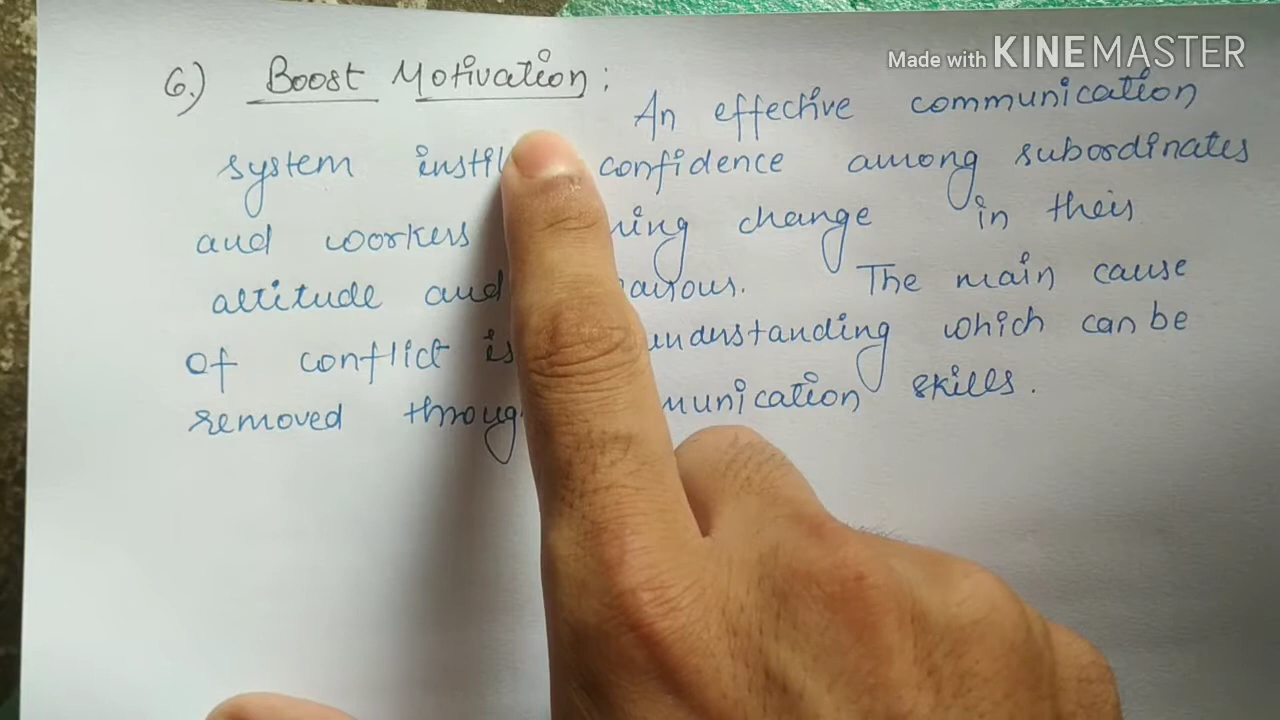 Made with KINEMASTER
6.) Boost Motivation:
An effective communication
system confidence among subordinates
and workers change in their
attitude and The main cause
of conflict is which can be
removed skills.